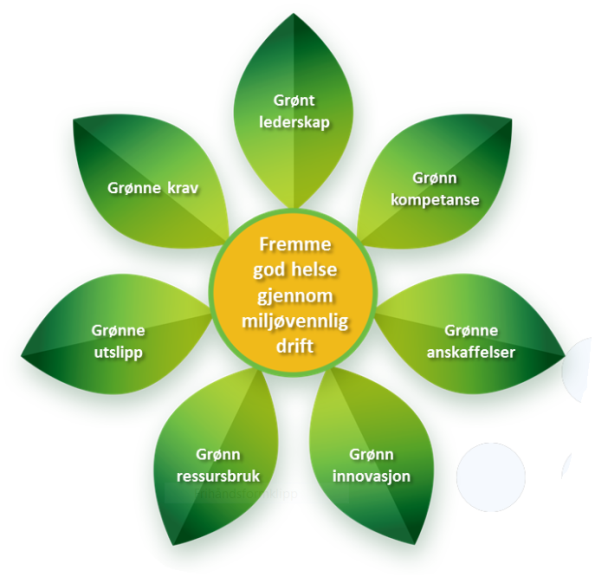 Grønt
lederskap
Grønn
kompetanse
Grønne krav
Fremme
god helse
gjennom
miljøvennlig
drift
Grønne
utslipp
Grønne
anskaffelser
Grønn
ressursbruk
Grønn
innovasjon